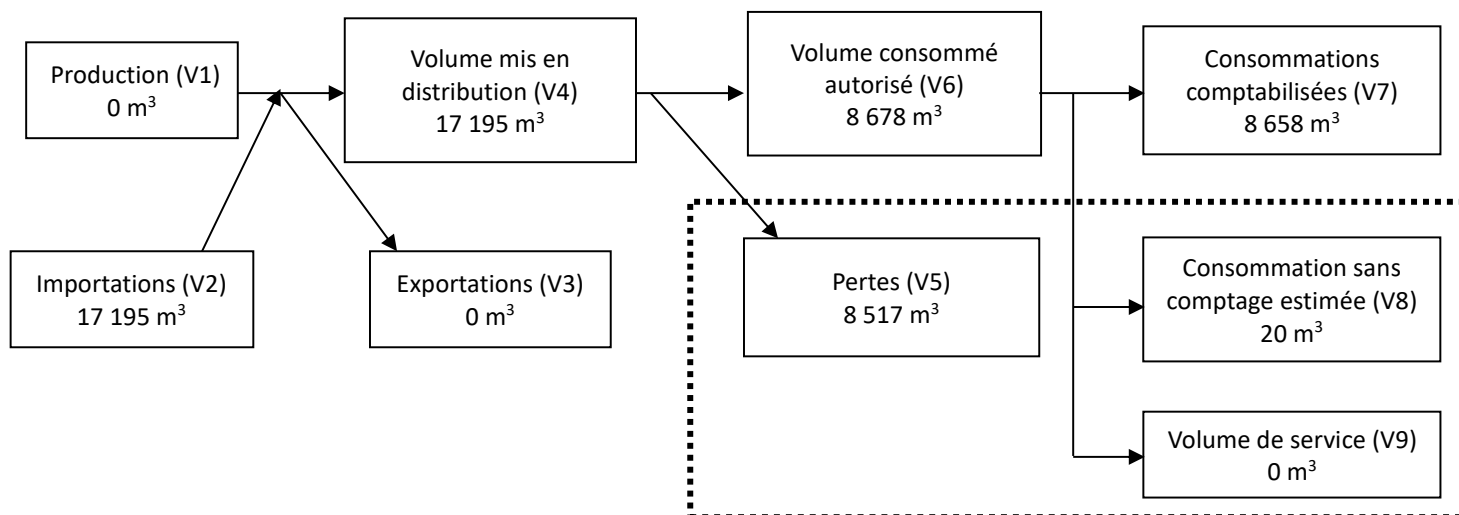 Production (V1)
0 m³
Volume mis en
distribution (V4)
17 195 m³
Volume consommé
autorisé (V6)
8 678 m³
Consommations
comptabilisées (V7)
8 658 m³
Importations (V2)
17 195 m³
Exportations (V3)
0 m³
Pertes (V5)
8 517 m³
Consommation sans
comptage estimée (V8)
20 m³
Volume de service (V9)
0 m³